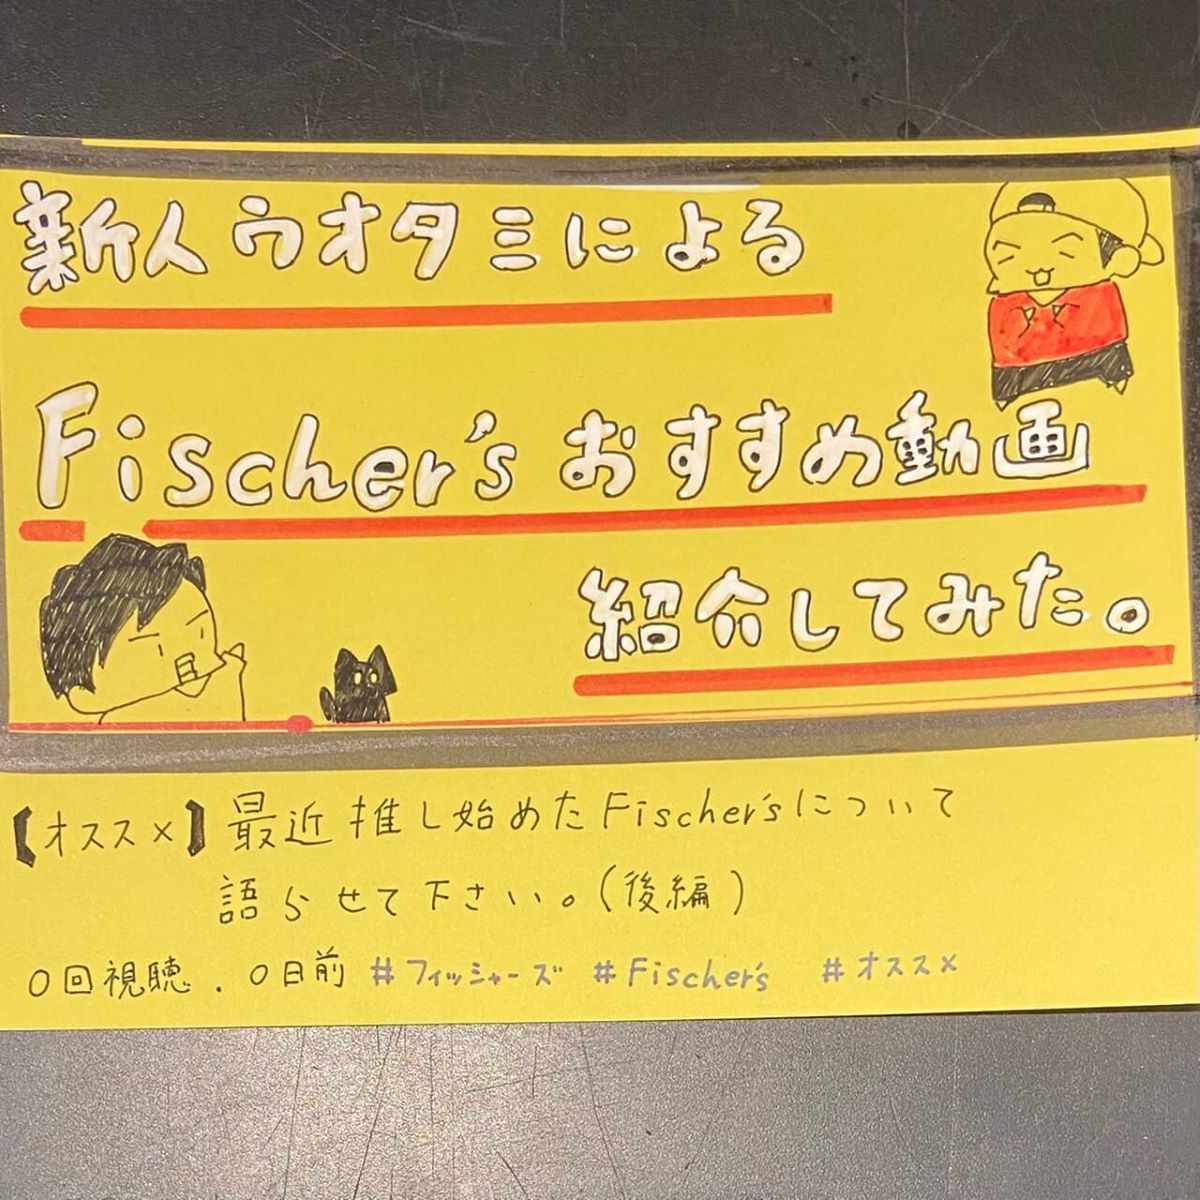 新人ウオタミによる
Fischer'sおすすめ動画
紹介してみた。
【オススメ】最近推し始めたFischer'sについて
語らせて下さい。(後編)
0回視聴．0日前 #フィッシャーズ #Fischer's #オススメ